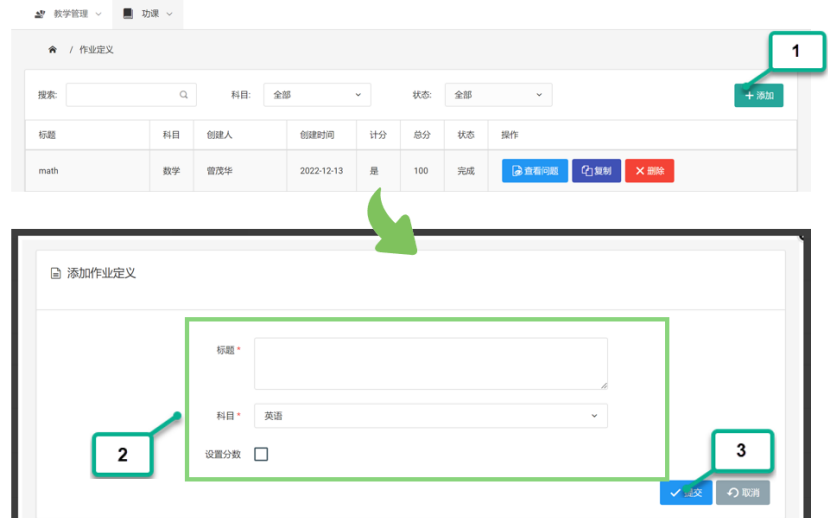 教学管理 功课
/ 作业定义
1
搜索: 科目: 全部 状态: 全部 添加
标题 科目 创建人 创建时间 计分 总分 状态 操作
math 数学 曾茂华 2022-12-13 是 100 完成 查看问题 复制 删除
添加作业定义
标题 *
科目 * 英语
2
设置分数
3
提交 取消